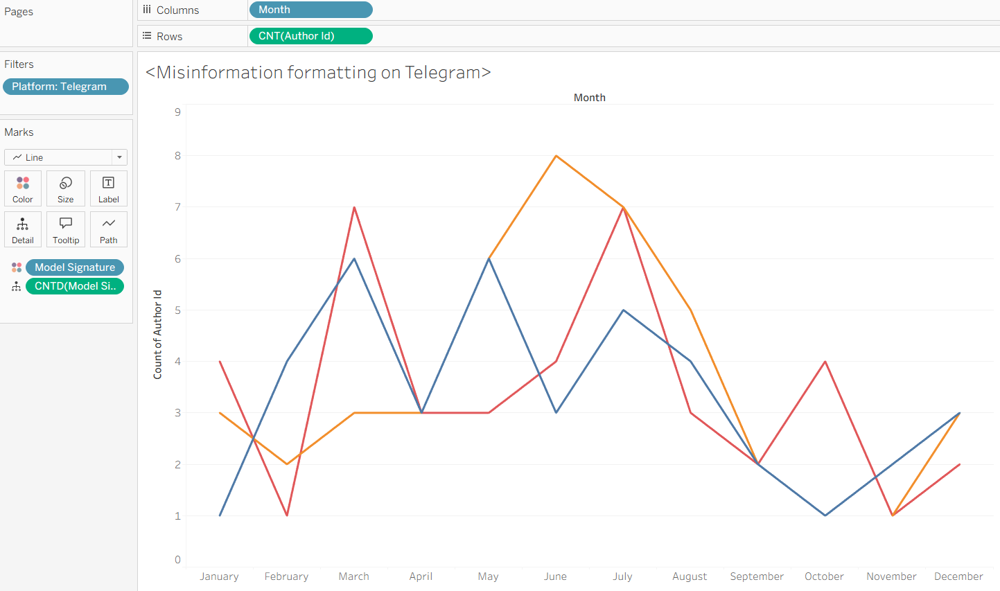 Pages
Columns
Month
Rows
CNT(Author Id)
Filters
Platform: Telegram
Marks
Line
Color
Size
Label
Detail
Tooltip
Path
Model Signature
CNTD(Model Si..
<Misinformation formatting on Telegram>
Month
Count of Author Id
9
8
7
6
5
4
3
2
1
0
January February March April May June July August September October November December